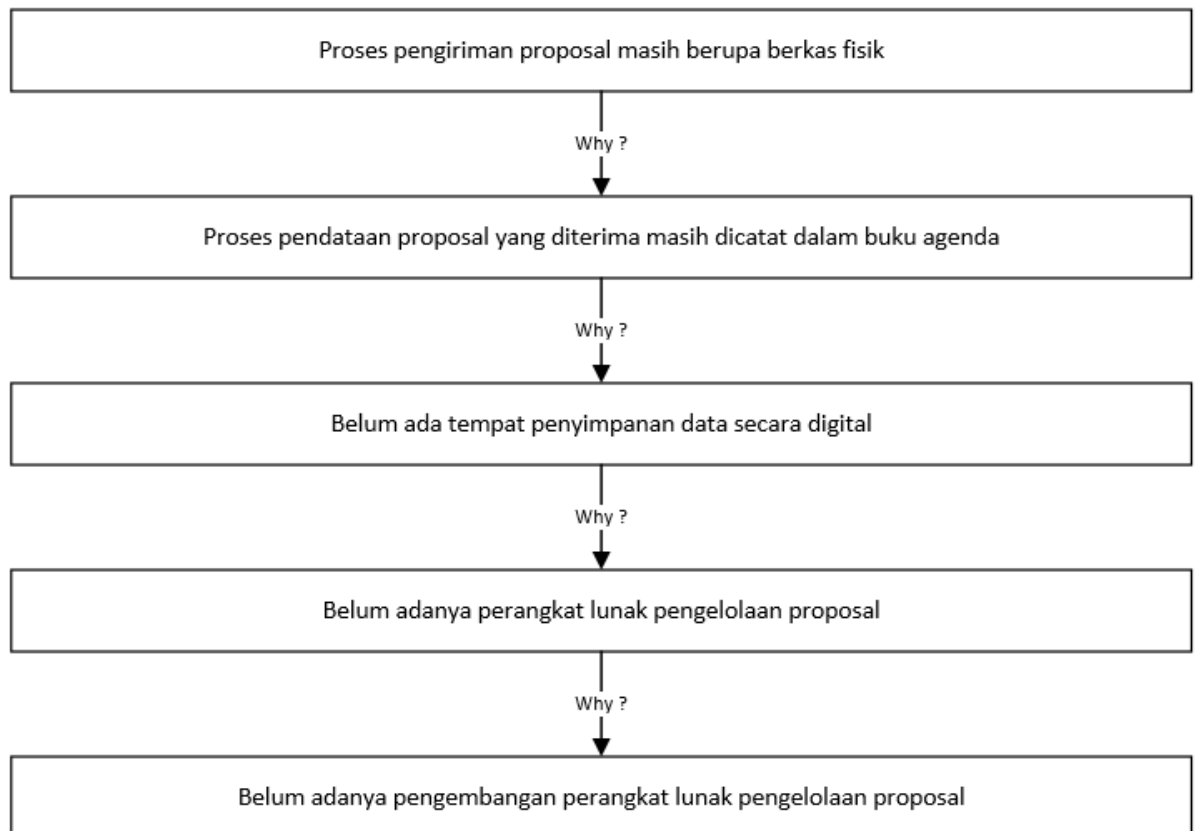 Proses pengiriman proposal masih berupa berkas fisik
Why ?
Proses pendataan proposal yang diterima masih dicatat dalam buku agenda
Why ?
Belum ada tempat penyimpanan data secara digital
Why ?
Belum adanya perangkat lunak pengelolaan proposal
Why ?
Belum adanya pengembangan perangkat lunak pengelolaan proposal